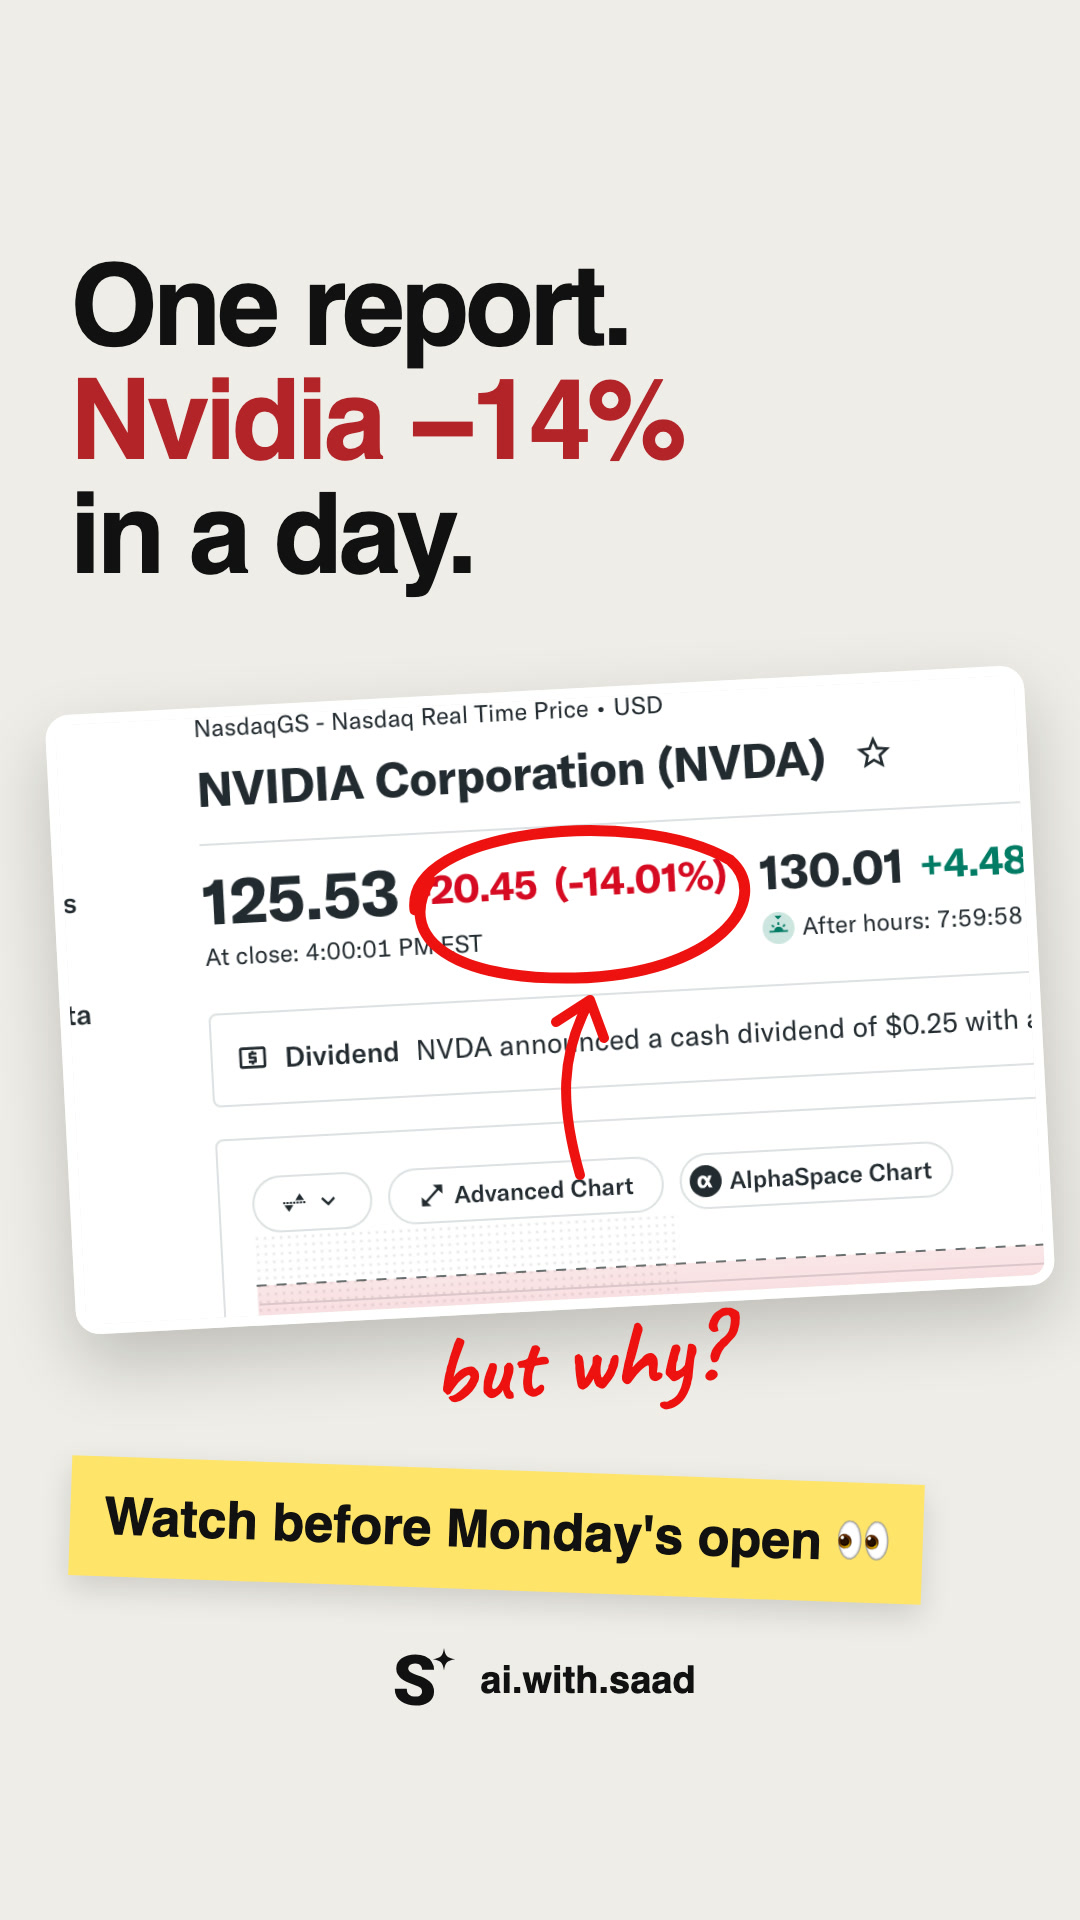 One report.
Nvidia –14%
in a day.
NasdaqGS - Nasdaq Real Time Price • USD
NVIDIA Corporation (NVDA)
125.53 -20.45 (-14.01%) 130.01 +4.48
At close: 4:00:01 PM EST After hours: 7:59:58
s
ta
Dividend NVDA announced a cash dividend of $0.25 with a
Advanced Chart α AlphaSpace Chart
but why?
Watch before Monday's open 👀
S ai.with.saad